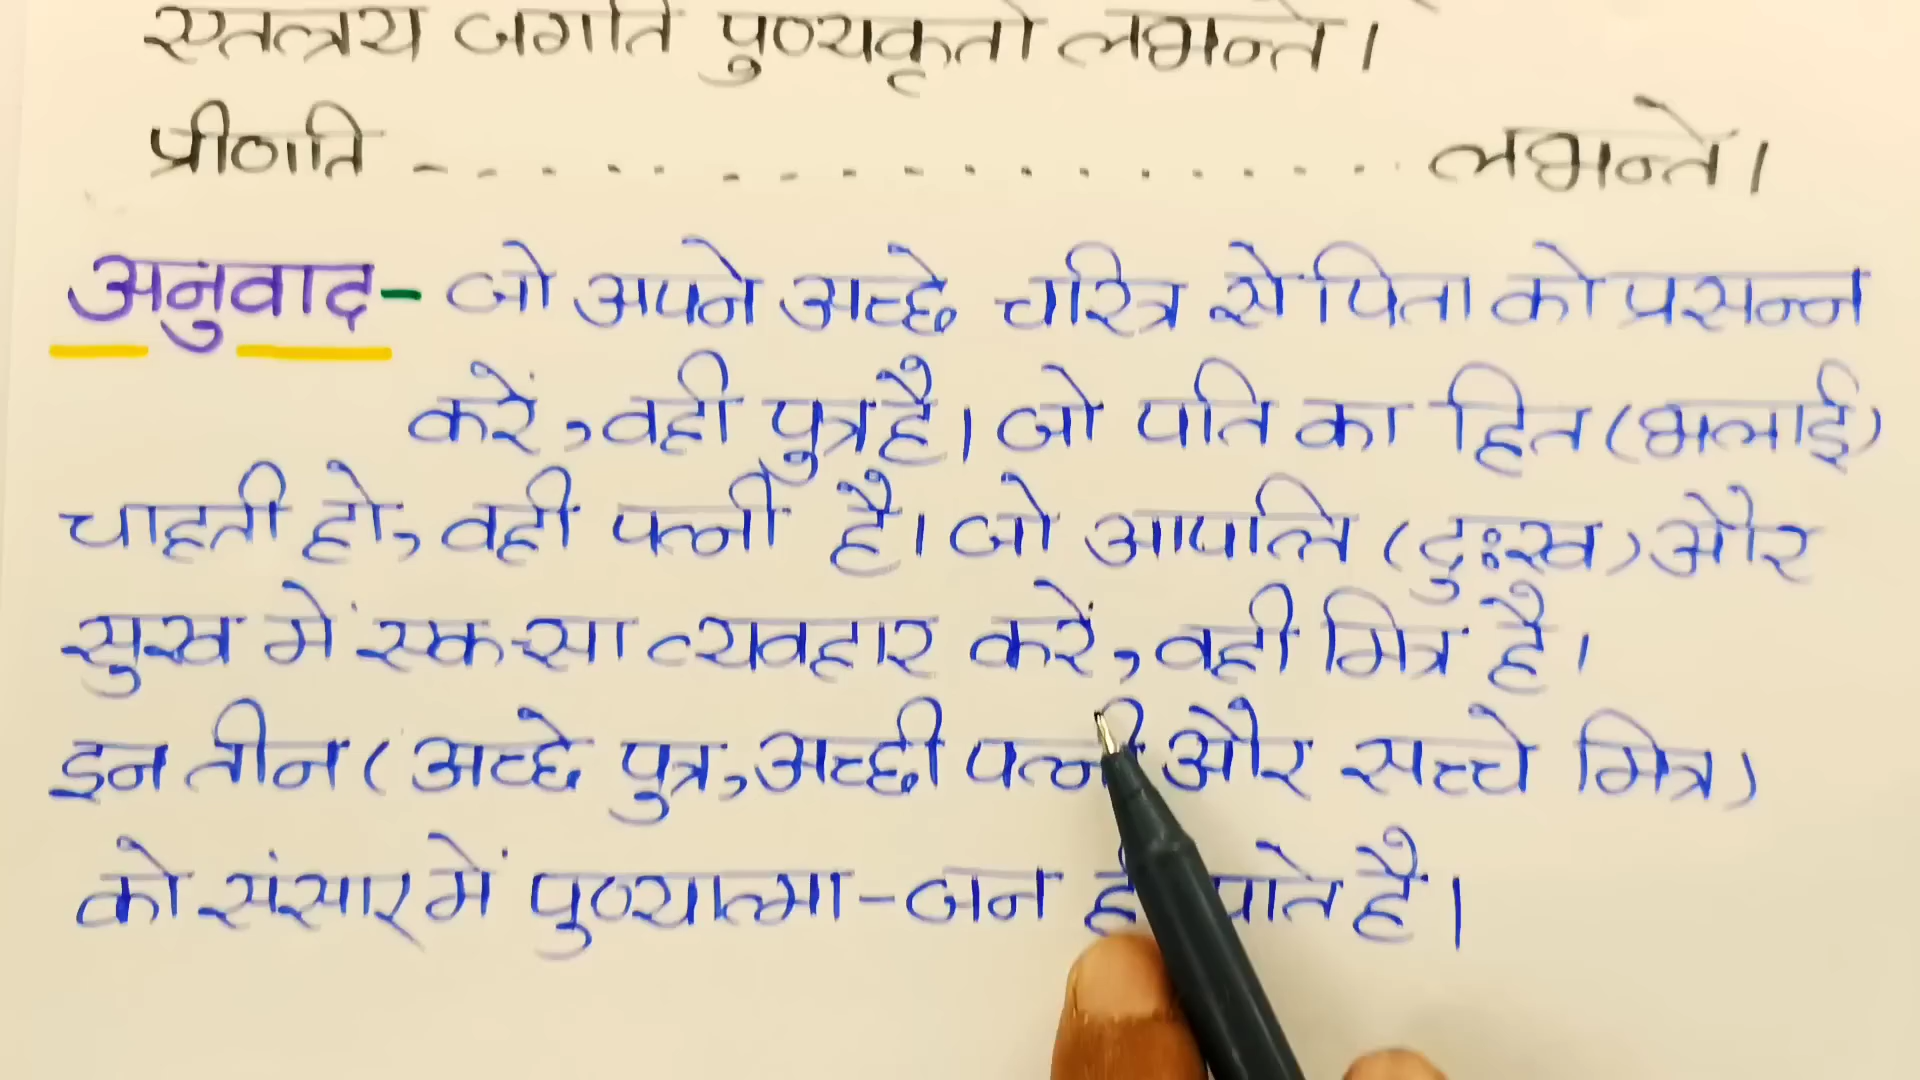 एतत्त्रय जगति पुण्यकृतो लभन्ते।
प्रीणाति - . . . . . . . . . . . . . . . . लभन्ते।
अनुवाद- जो अपने अच्छे चरित्र से पिता को प्रसन्न
करें, वही पुत्र है। जो पति का हित (भलाई)
चाहती हो, वही पत्नी है। जो आपत्ति (दुःख) और
सुख में एक-सा व्यवहार करें, वही मित्र है।
इन तीन (अच्छे पुत्र, अच्छी पत्नी और सच्चे मित्र)
को संसार में पुण्यात्मा-जन ही पाते है।